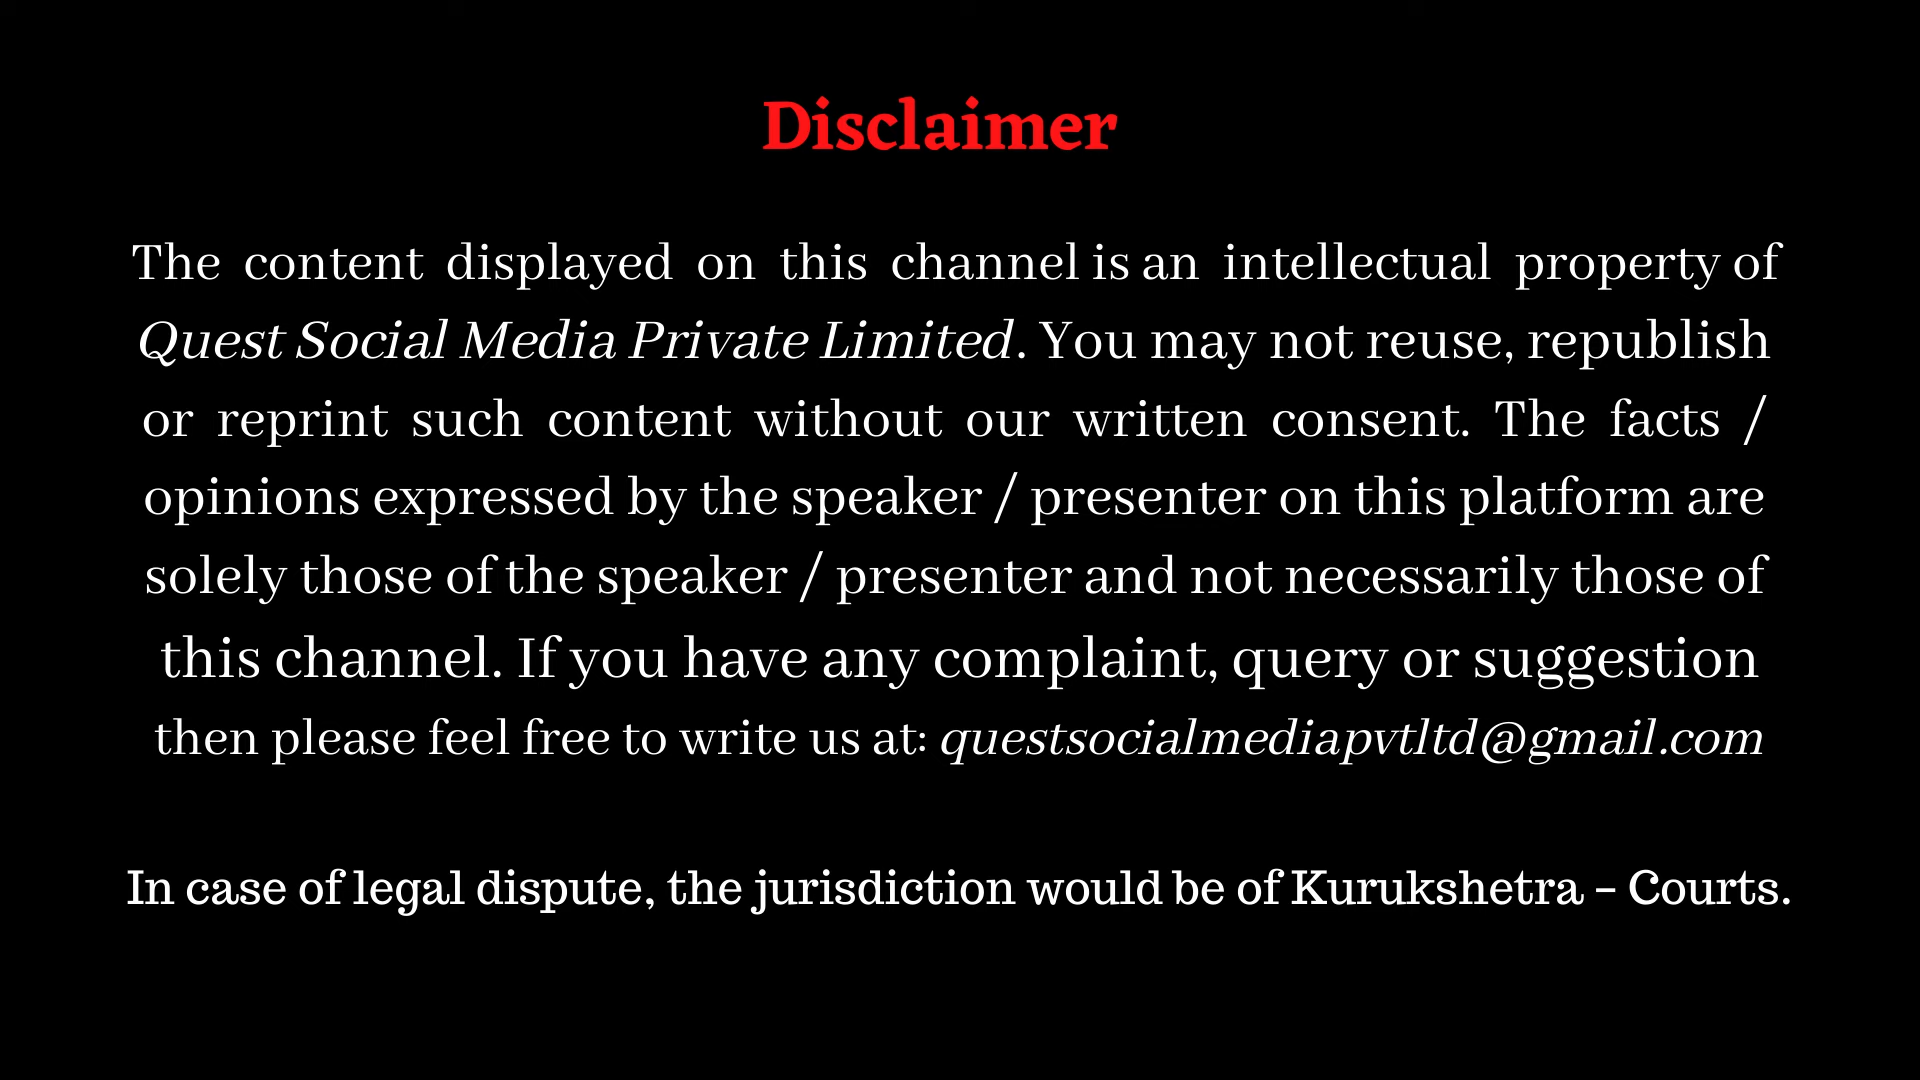 Disclaimer
The content displayed on this channel is an intellectual property of
Quest Social Media Private Limited. You may not reuse, republish
or reprint such content without our written consent. The facts /
opinions expressed by the speaker / presenter on this platform are
solely those of the speaker / presenter and not necessarily those of
this channel. If you have any complaint, query or suggestion
then please feel free to write us at: questsocialmediapvtltd@gmail.com
In case of legal dispute, the jurisdiction would be of Kurukshetra – Courts.